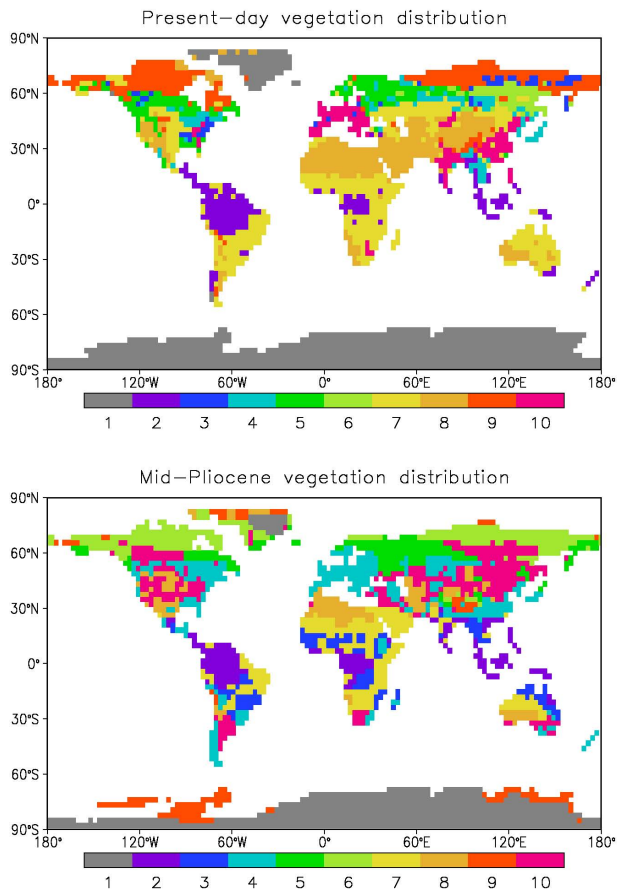 Present-day vegetation distribution
90°N
60°N
30°N
0°
30°S
60°S
90°S
180° 120°W 60°W 0° 60°E 120°E 180°
1 2 3 4 5 6 7 8 9 10
Mid-Pliocene vegetation distribution
90°N
60°N
30°N
0°
30°S
60°S
90°S
180° 120°W 60°W 0° 60°E 120°E 180°
1 2 3 4 5 6 7 8 9 10